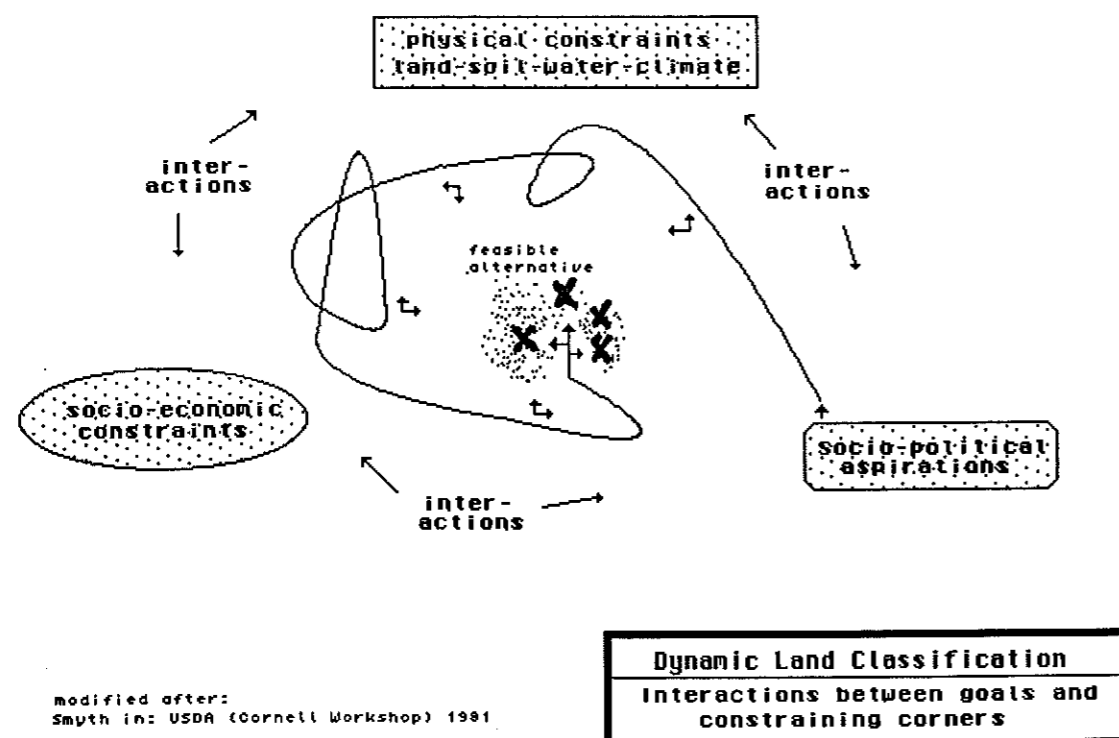 physical constraints
land-soil-water-climate
inter-
actions
inter-
actions
feasible
alternative
socio-economic
constraints
socio-political
aspirations
inter-
actions
Dynamic Land Classification
Interactions between goals and
constraining corners
modified after:
Smyth in: USDA (Cornell Workshop) 1981